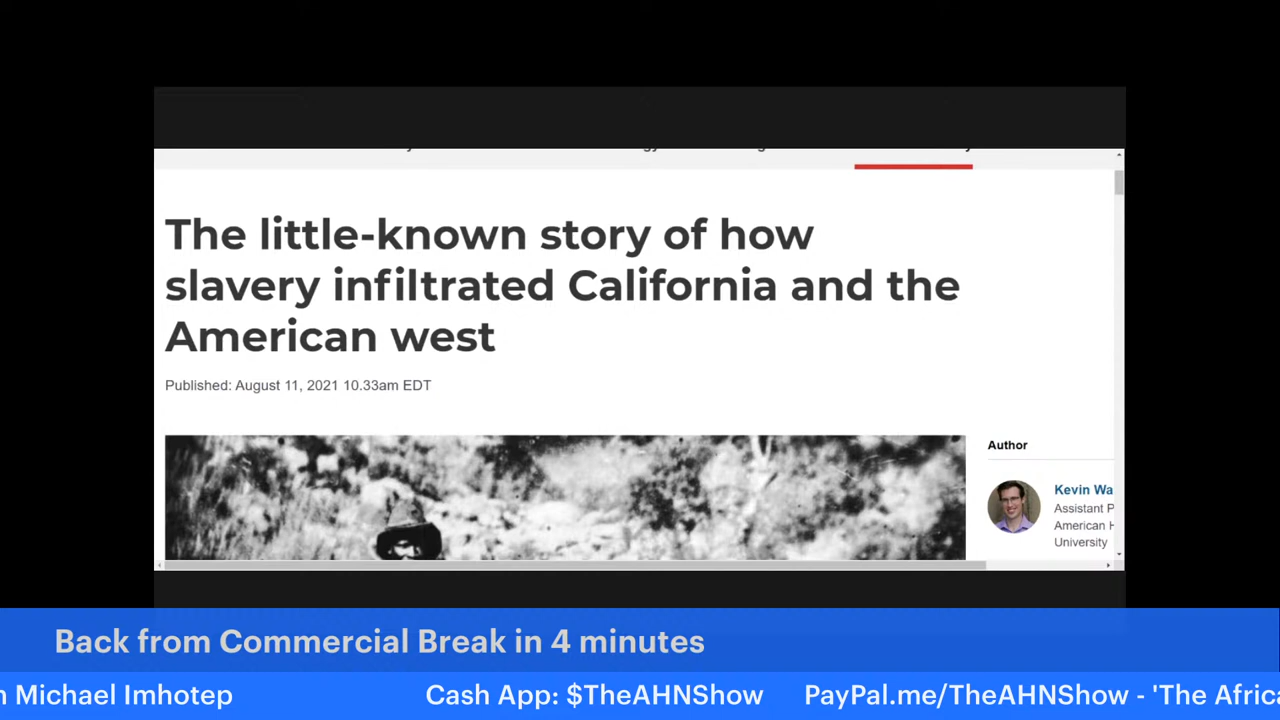 The little-known story of how
slavery infiltrated California and the
American west
Published: August 11, 2021 10.33am EDT
Author
Kevin Wa
Assistant P
American H
University
Back from Commercial Break in 4 minutes
n Michael Imhotep Cash App: $TheAHNShow PayPal.me/TheAHNShow - 'The Africa